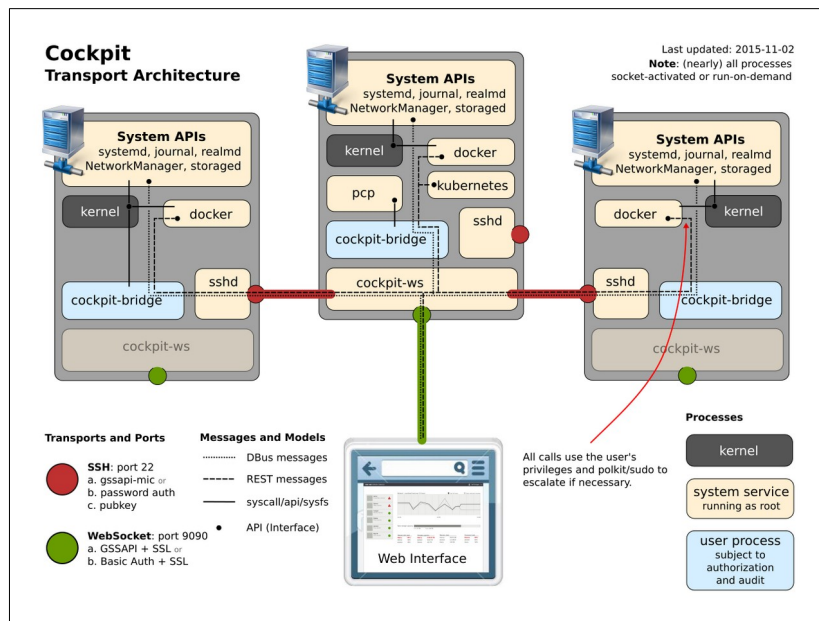 Cockpit
Transport Architecture
Last updated: 2015-11-02
Note: (nearly) all processes
socket-activated or run-on-demand
System APIs
systemd, journal, realmd
NetworkManager, storaged
kernel
docker
kubernetes
pcp
sshd
cockpit-bridge
cockpit-ws
System APIs
systemd, journal, realmd
NetworkManager, storaged
kernel
docker
sshd
cockpit-bridge
cockpit-ws
System APIs
systemd, journal, realmd
NetworkManager, storaged
docker
kernel
sshd
cockpit-bridge
cockpit-ws
Transports and Ports
SSH: port 22
a. gssapi-mic or
b. password auth
c. pubkey
WebSocket: port 9090
a. GSSAPI + SSL or
b. Basic Auth + SSL
Messages and Models
DBus messages
REST messages
syscall/api/sysfs
API (Interface)
Web Interface
All calls use the user's
privileges and polkit/sudo to
escalate if necessary.
Processes
kernel
system service
running as root
user process
subject to
authorization
and audit